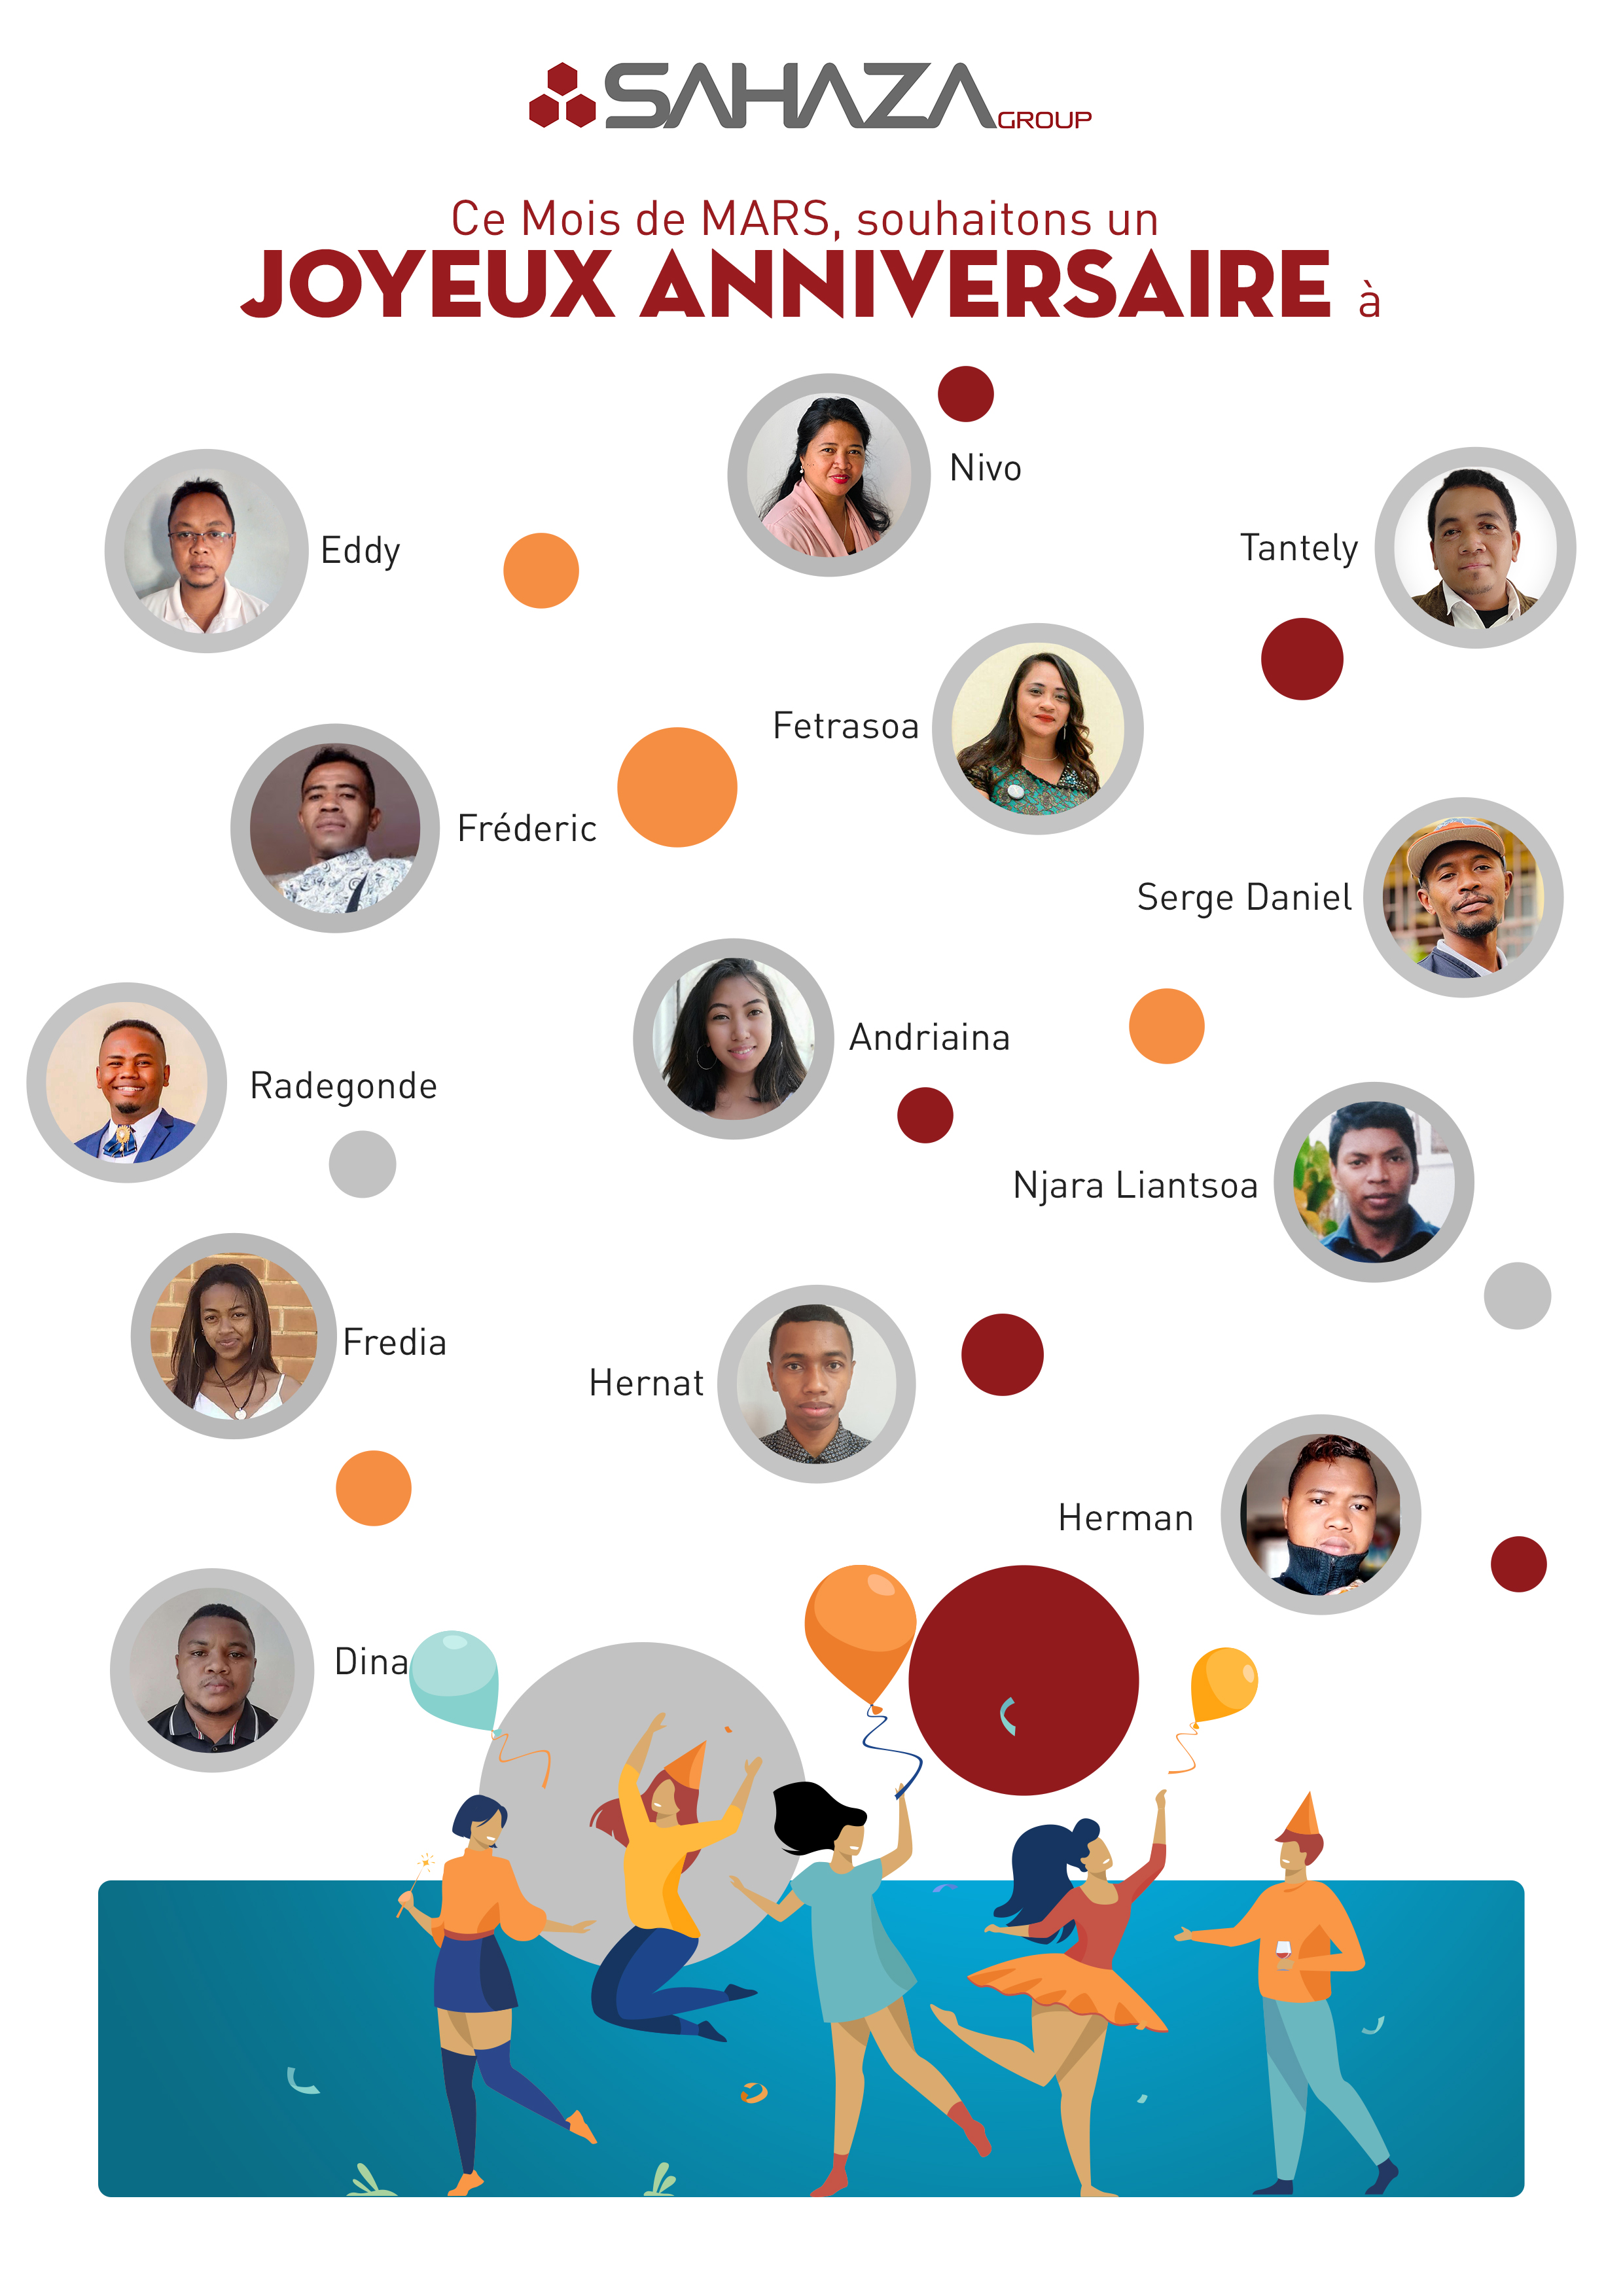 SAHAZA GROUP
Ce Mois de MARS, souhaitons un
JOYEUX ANNIVERSAIRE à
Nivo
Eddy
Tantely
Fetrasoa
Fréderic
Serge Daniel
Andriaina
Radegonde
Njara Liantsoa
Fredia
Hernat
Herman
Dina